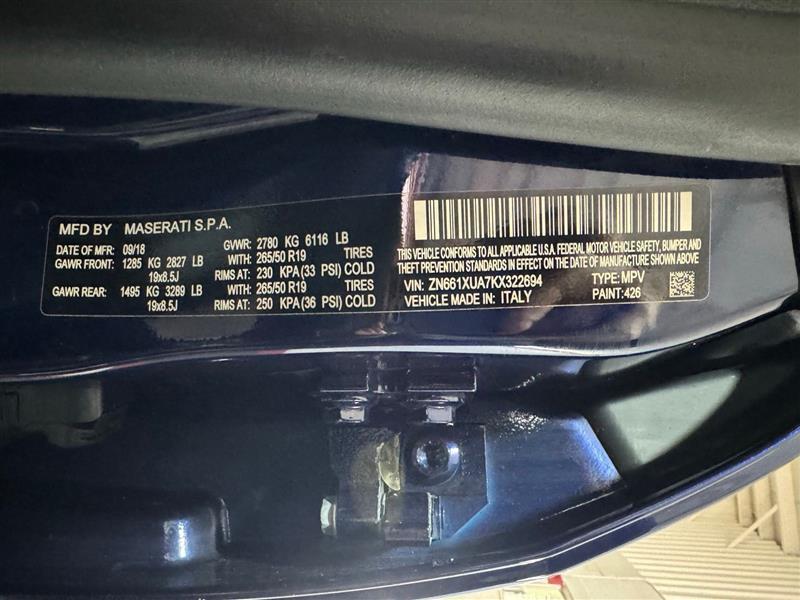 MFD BY MASERATI S.P.A.
DATE OF MFR: 09/18 GVWR: 2780 KG 6116 LB
GAWR FRONT: 1285 KG 2827 LB WITH: 265/50 R19 TIRES
19x8.5J RIMS AT: 230 KPA (33 PSI) COLD
GAWR REAR: 1495 KG 3289 LB WITH: 265/50 R19 TIRES
19x8.5J RIMS AT: 250 KPA (36 PSI) COLD
THIS VEHICLE CONFORMS TO ALL APPLICABLE U.S.A. FEDERAL MOTOR VEHICLE SAFETY, BUMPER AND
THEFT PREVENTION STANDARDS IN EFFECT ON THE DATE OF MANUFACTURE SHOWN ABOVE
VIN: ZN661XUA7KX322694 TYPE: MPV
VEHICLE MADE IN: ITALY PAINT: 426